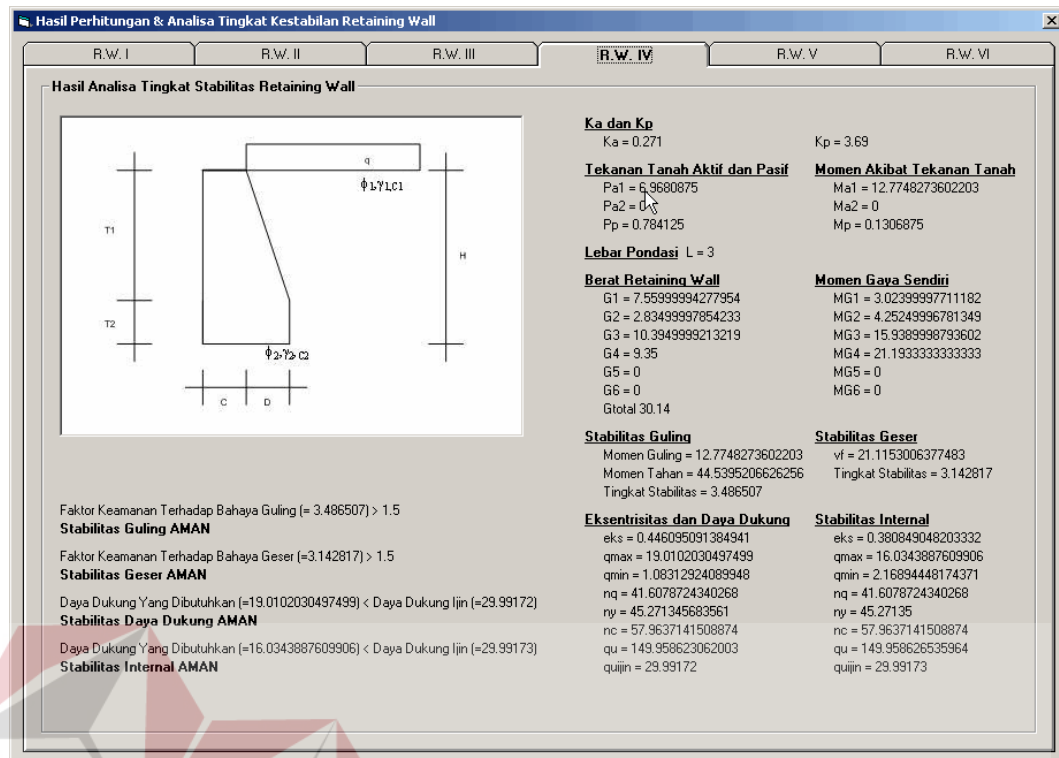 Hasil Perhitungan & Analisa Tingkat Kestabilan Retaining Wall
R.W. I
R.W. II
R.W. III
R.W. IV
R.W. V
R.W. VI
Hasil Analisa Tingkat Stabilitas Retaining Wall
q
ϕ1,γ1,C1
T1
H
T2
ϕ2,γ2,C2
C
D
Faktor Keamanan Terhadap Bahaya Guling (= 3.486507) > 1.5
Stabilitas Guling AMAN
Faktor Keamanan Terhadap Bahaya Geser (=3.142817) > 1.5
Stabilitas Geser AMAN
Daya Dukung Yang Dibutuhkan (=19.0102030497499) < Daya Dukung Ijin (=29.99172)
Stabilitas Daya Dukung AMAN
Daya Dukung Yang Dibutuhkan (=16.0343887609906) < Daya Dukung Ijin (=29.99173)
Stabilitas Internal AMAN
Ka dan Kp
Ka = 0.271
Kp = 3.69
Tekanan Tanah Aktif dan Pasif
Pa1 = 6.9680875
Pa2 = 0
Pp = 0.784125
Momen Akibat Tekanan Tanah
Ma1 = 12.7748273602203
Ma2 = 0
Mp = 0.1306875
Lebar Pondasi L = 3
Berat Retaining Wall
G1 = 7.55999994277954
G2 = 2.83499997854233
G3 = 10.3949999213219
G4 = 9.35
G5 = 0
G6 = 0
Gtotal 30.14
Momen Gaya Sendiri
MG1 = 3.02399997711182
MG2 = 4.25249996781349
MG3 = 15.9389998793602
MG4 = 21.1933333333333
MG5 = 0
MG6 = 0
Stabilitas Guling
Momen Guling = 12.7748273602203
Momen Tahan = 44.5395206626256
Tingkat Stabilitas = 3.486507
Stabilitas Geser
vf = 21.1153006377483
Tingkat Stabilitas = 3.142817
Eksentrisitas dan Daya Dukung
eks = 0.446095091384941
qmax = 19.0102030497499
qmin = 1.08312924089948
nq = 41.6078724340268
ny = 45.271345683561
nc = 57.9637141508874
qu = 149.958623062003
quijin = 29.99172
Stabilitas Internal
eks = 0.380849048203332
qmax = 16.0343887609906
qmin = 2.16894448174371
nq = 41.6078724340268
ny = 45.27135
nc = 57.9637141508874
qu = 149.958626535964
quijin = 29.99173